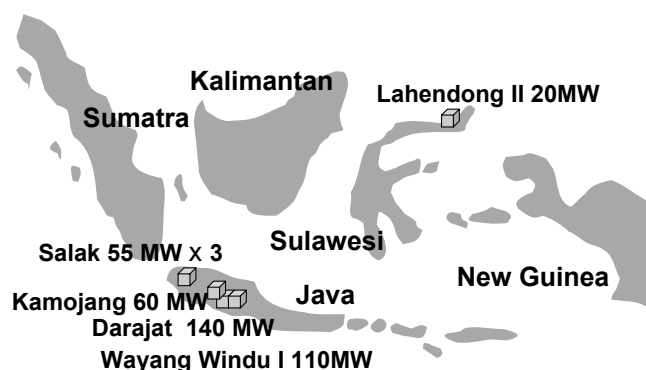 Kalimantan
Lahendong II 20MW
Sumatra
Sulawesi
Salak 55 MW x 3
New Guinea
Kamojang 60 MW
Java
Darajat 140 MW
Wayang Windu I 110MW